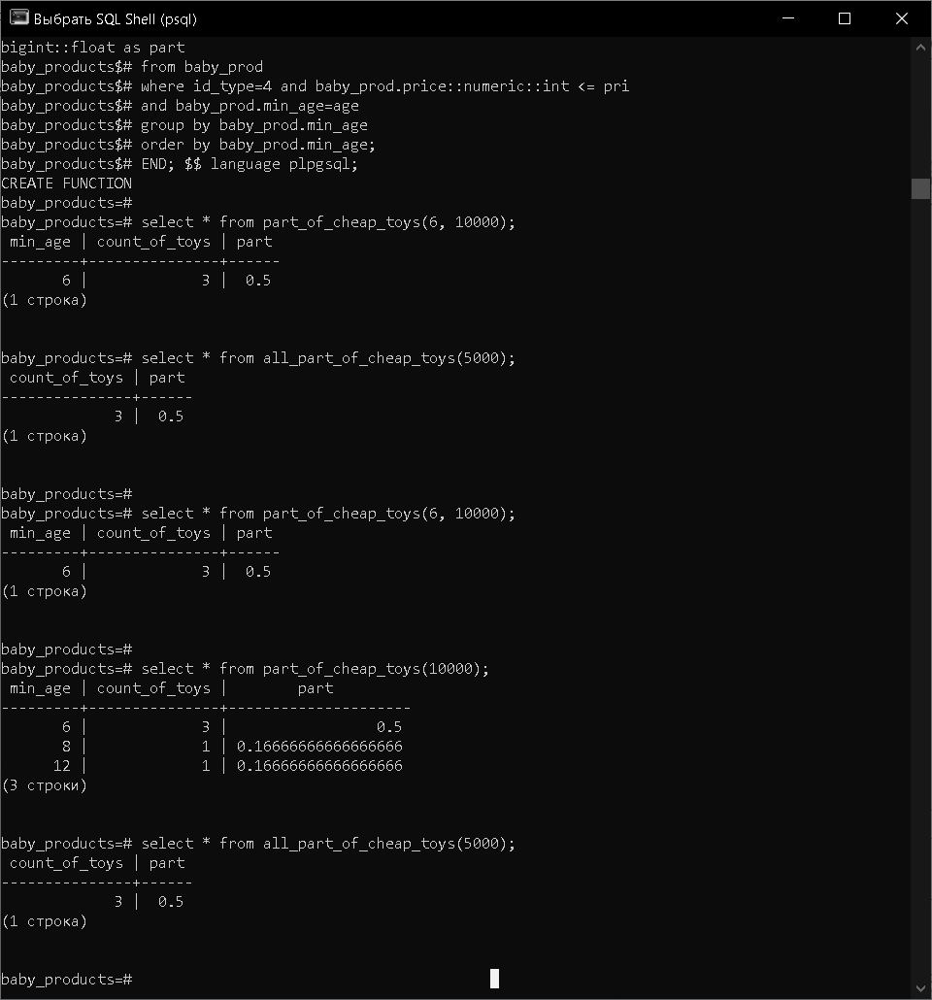 Выбрать SQL Shell (psql)
bigint::float as part
baby_products$# from baby_prod
baby_products$# where id_type=4 and baby_prod.price::numeric::int <= pri
baby_products$# and baby_prod.min_age=age
baby_products$# group by baby_prod.min_age
baby_products$# order by baby_prod.min_age;
baby_products$# END; $$ language plpgsql;
CREATE FUNCTION
baby_products=#
baby_products=# select * from part_of_cheap_toys(6, 10000);
 min_age | count_of_toys | part
---------+---------------+------
       6 |             3 |  0.5
(1 строка)


baby_products=# select * from all_part_of_cheap_toys(5000);
 count_of_toys | part
---------------+------
             3 |  0.5
(1 строка)


baby_products=#
baby_products=# select * from part_of_cheap_toys(6, 10000);
 min_age | count_of_toys | part
---------+---------------+------
       6 |             3 |  0.5
(1 строка)


baby_products=#
baby_products=# select * from part_of_cheap_toys(10000);
 min_age | count_of_toys |        part
---------+---------------+---------------------
       6 |             3 |                 0.5
       8 |             1 | 0.16666666666666666
      12 |             1 | 0.16666666666666666
(3 строки)


baby_products=# select * from all_part_of_cheap_toys(5000);
 count_of_toys | part
---------------+------
             3 |  0.5
(1 строка)


baby_products=#